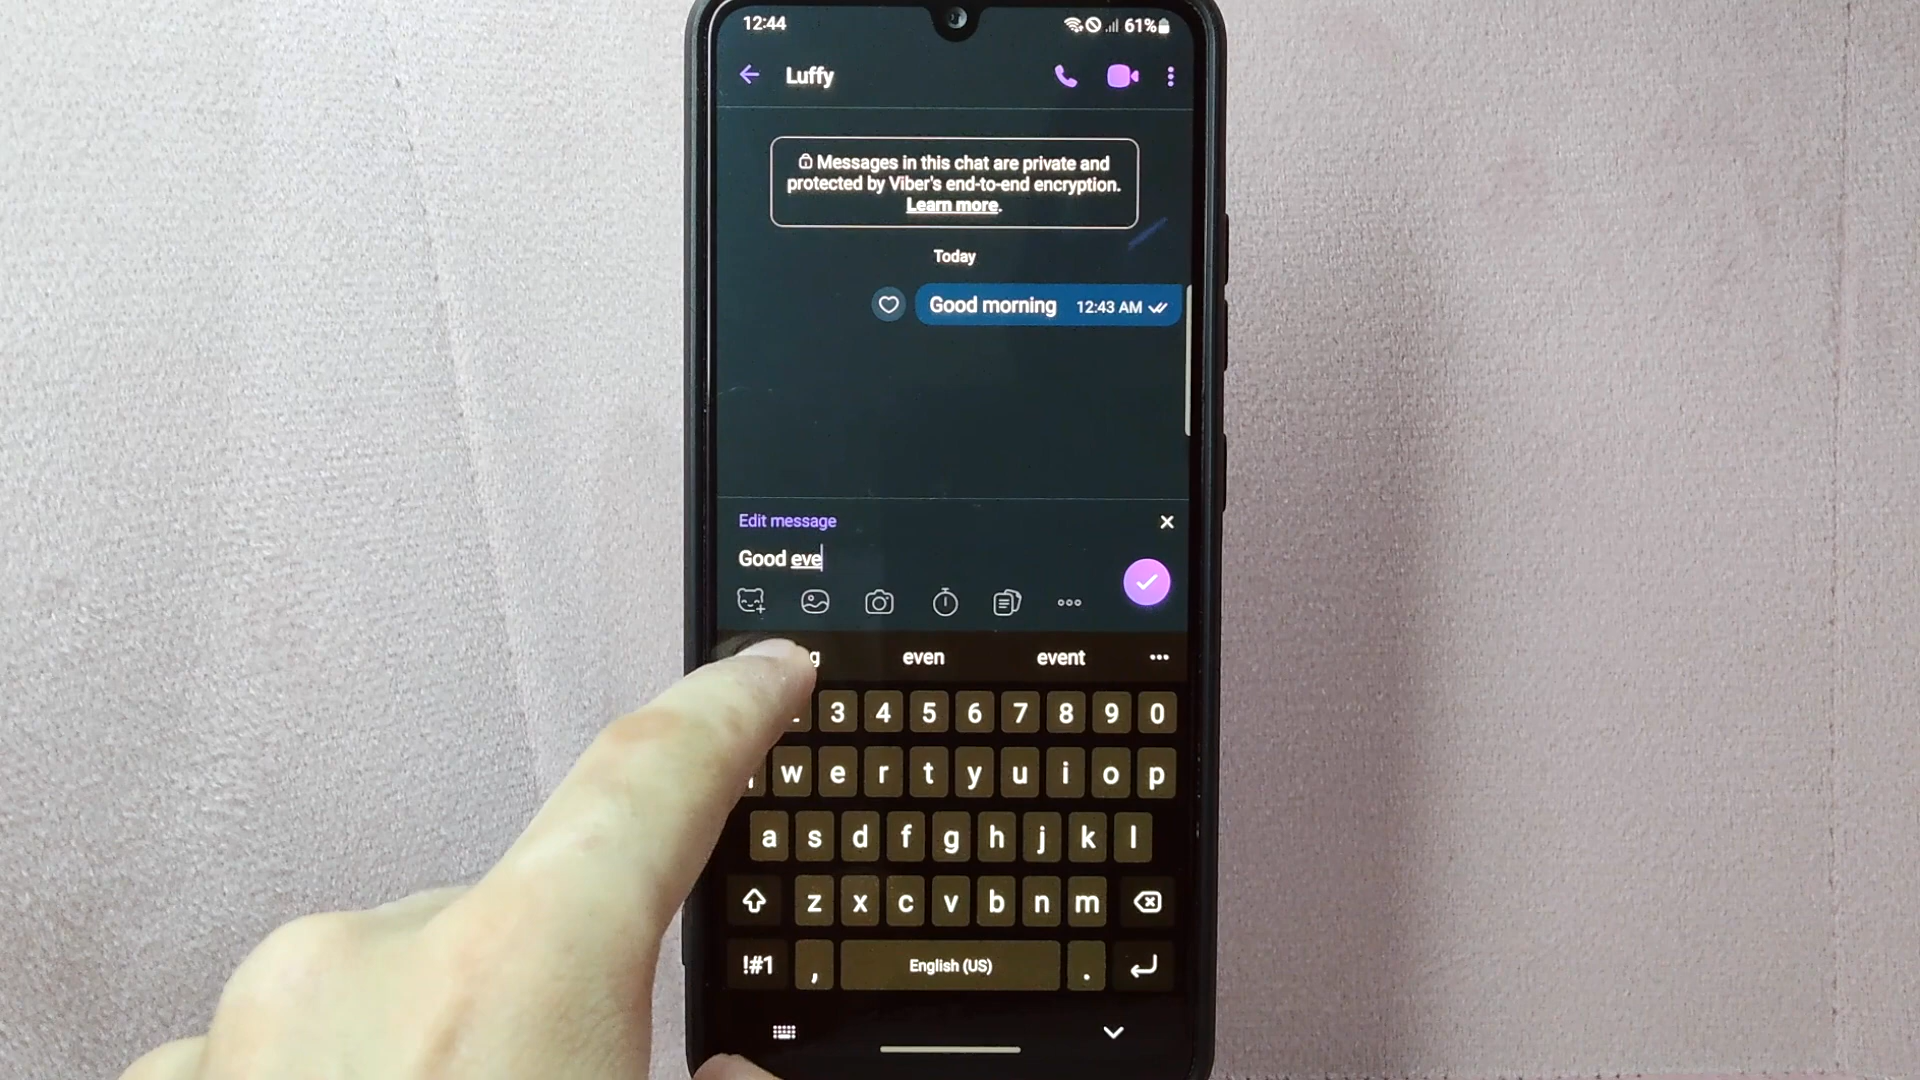 12:44
61%
Luffy
Messages in this chat are private and
protected by Viber's end-to-end encryption.
Learn more.
Today
Good morning 12:43 AM
Edit message
Good eve
even event
3 4 5 6 7 8 9 0
w e r t y u i o p
a s d f g h j k l
z x c v b n m
!#1 , English (US) .